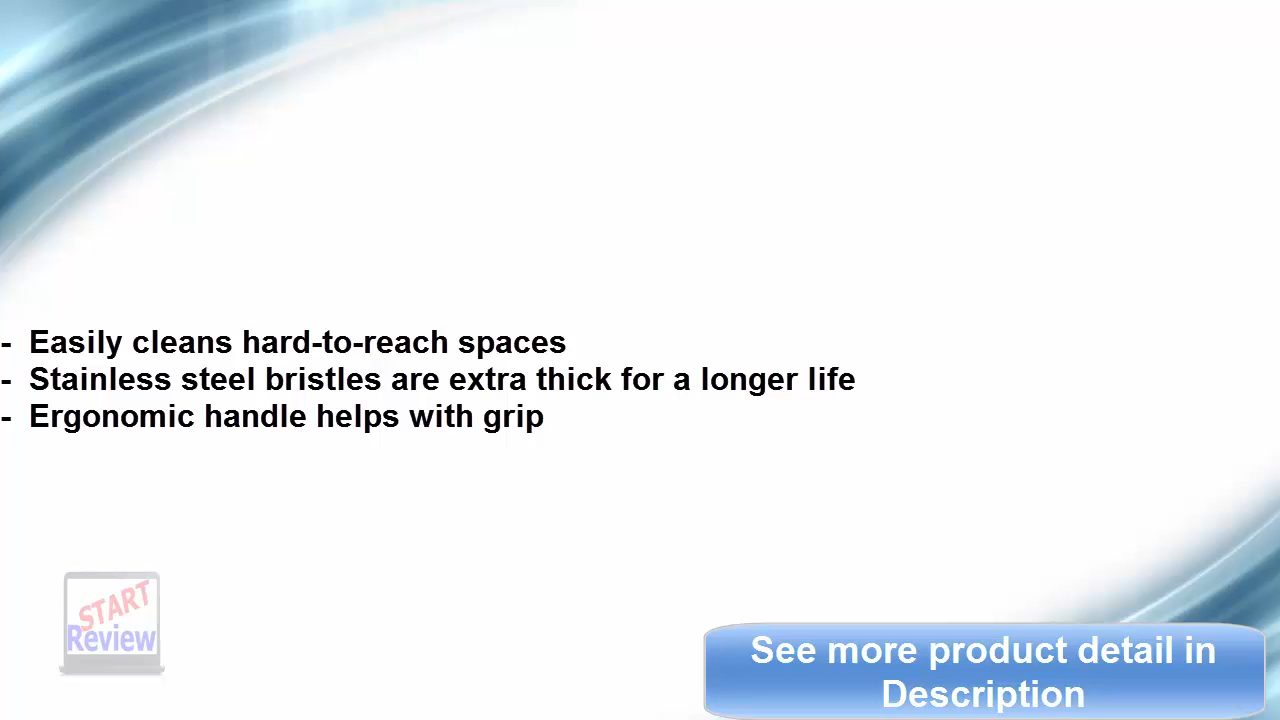 - Easily cleans hard-to-reach spaces
- Stainless steel bristles are extra thick for a longer life
- Ergonomic handle helps with grip
START
Review
See more product detail in
Description